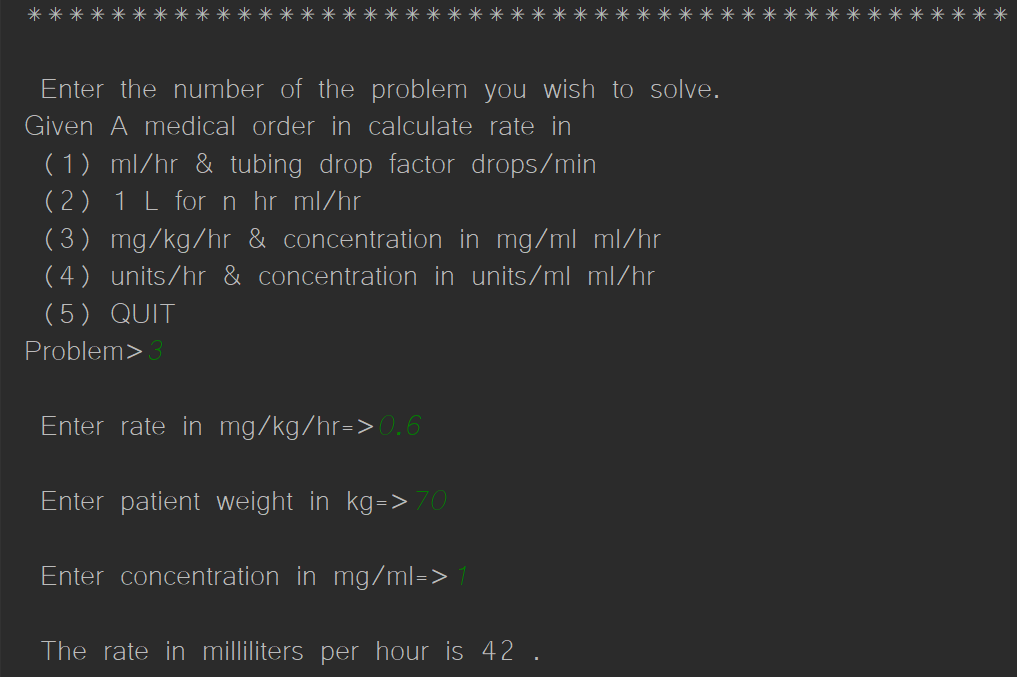 ***********************************************
Enter the number of the problem you wish to solve.
Given A medical order in calculate rate in
(1) ml/hr & tubing drop factor drops/min
(2) 1 L for n hr ml/hr
(3) mg/kg/hr & concentration in mg/ml ml/hr
(4) units/hr & concentration in units/ml ml/hr
(5) QUIT
Problem>3
Enter rate in mg/kg/hr=>0.6
Enter patient weight in kg=>70
Enter concentration in mg/ml=>1
The rate in milliliters per hour is 42 .